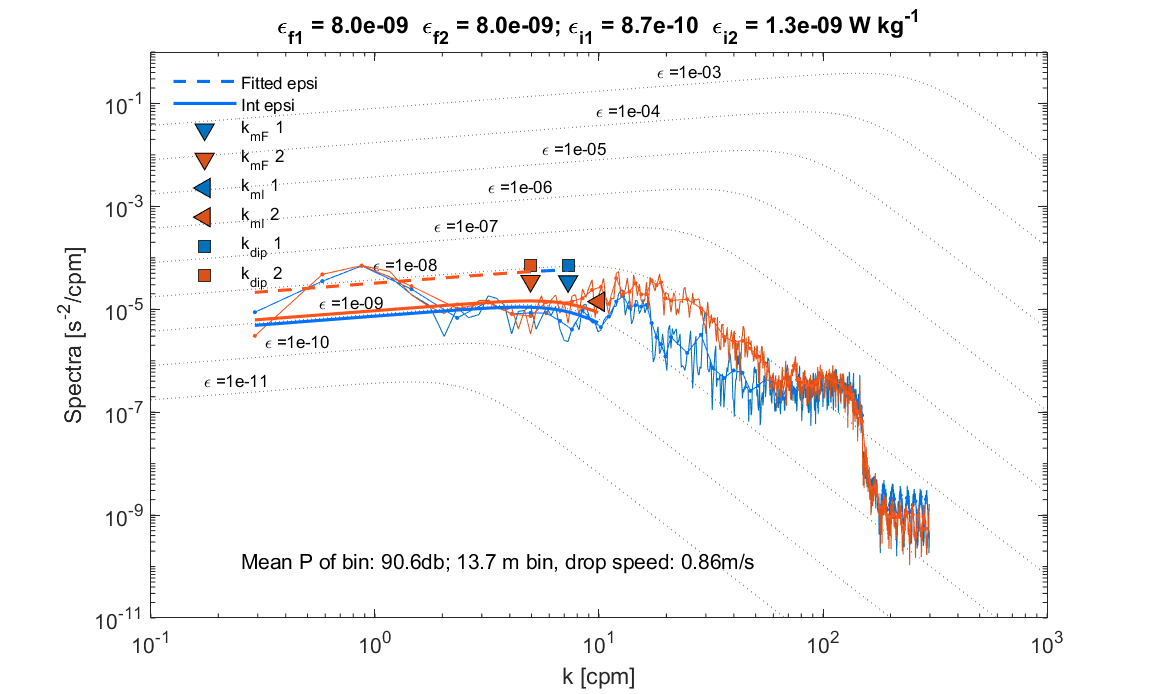 ϵf1 = 8.0e-09 ϵf2 = 8.0e-09; ϵi1 = 8.7e-10 ϵi2 = 1.3e-09 W kg-1
Fitted epsi
Int epsi
kmF 1
kmF 2
kmI 1
kmI 2
kdip 1
kdip 2
ϵ =1e-03
ϵ =1e-04
ϵ =1e-05
ϵ =1e-06
ϵ =1e-07
ϵ =1e-08
ϵ =1e-09
ϵ =1e-10
ϵ =1e-11
Spectra [s-2/cpm]
10-1
10-3
10-5
10-7
10-9
10-11
Mean P of bin: 90.6db; 13.7 m bin, drop speed: 0.86m/s
10-1 100 101 102 103
k [cpm]